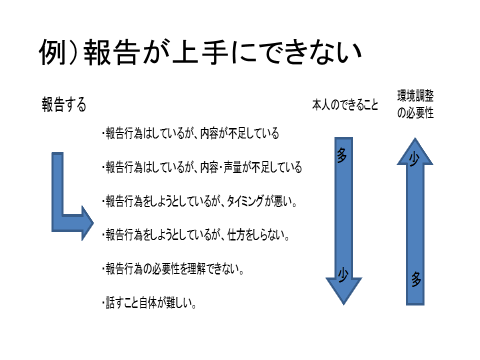 例）報告が上手にできない
報告する
本人のできること
環境調整
の必要性
・報告行為はしているが、内容が不足している
・報告行為はしているが、内容・声量が不足している
・報告行為をしようとしているが、タイミングが悪い。
・報告行為をしようとしているが、仕方をしらない。
・報告行為の必要性を理解できない。
・話すこと自体が難しい。
多
少
少
多